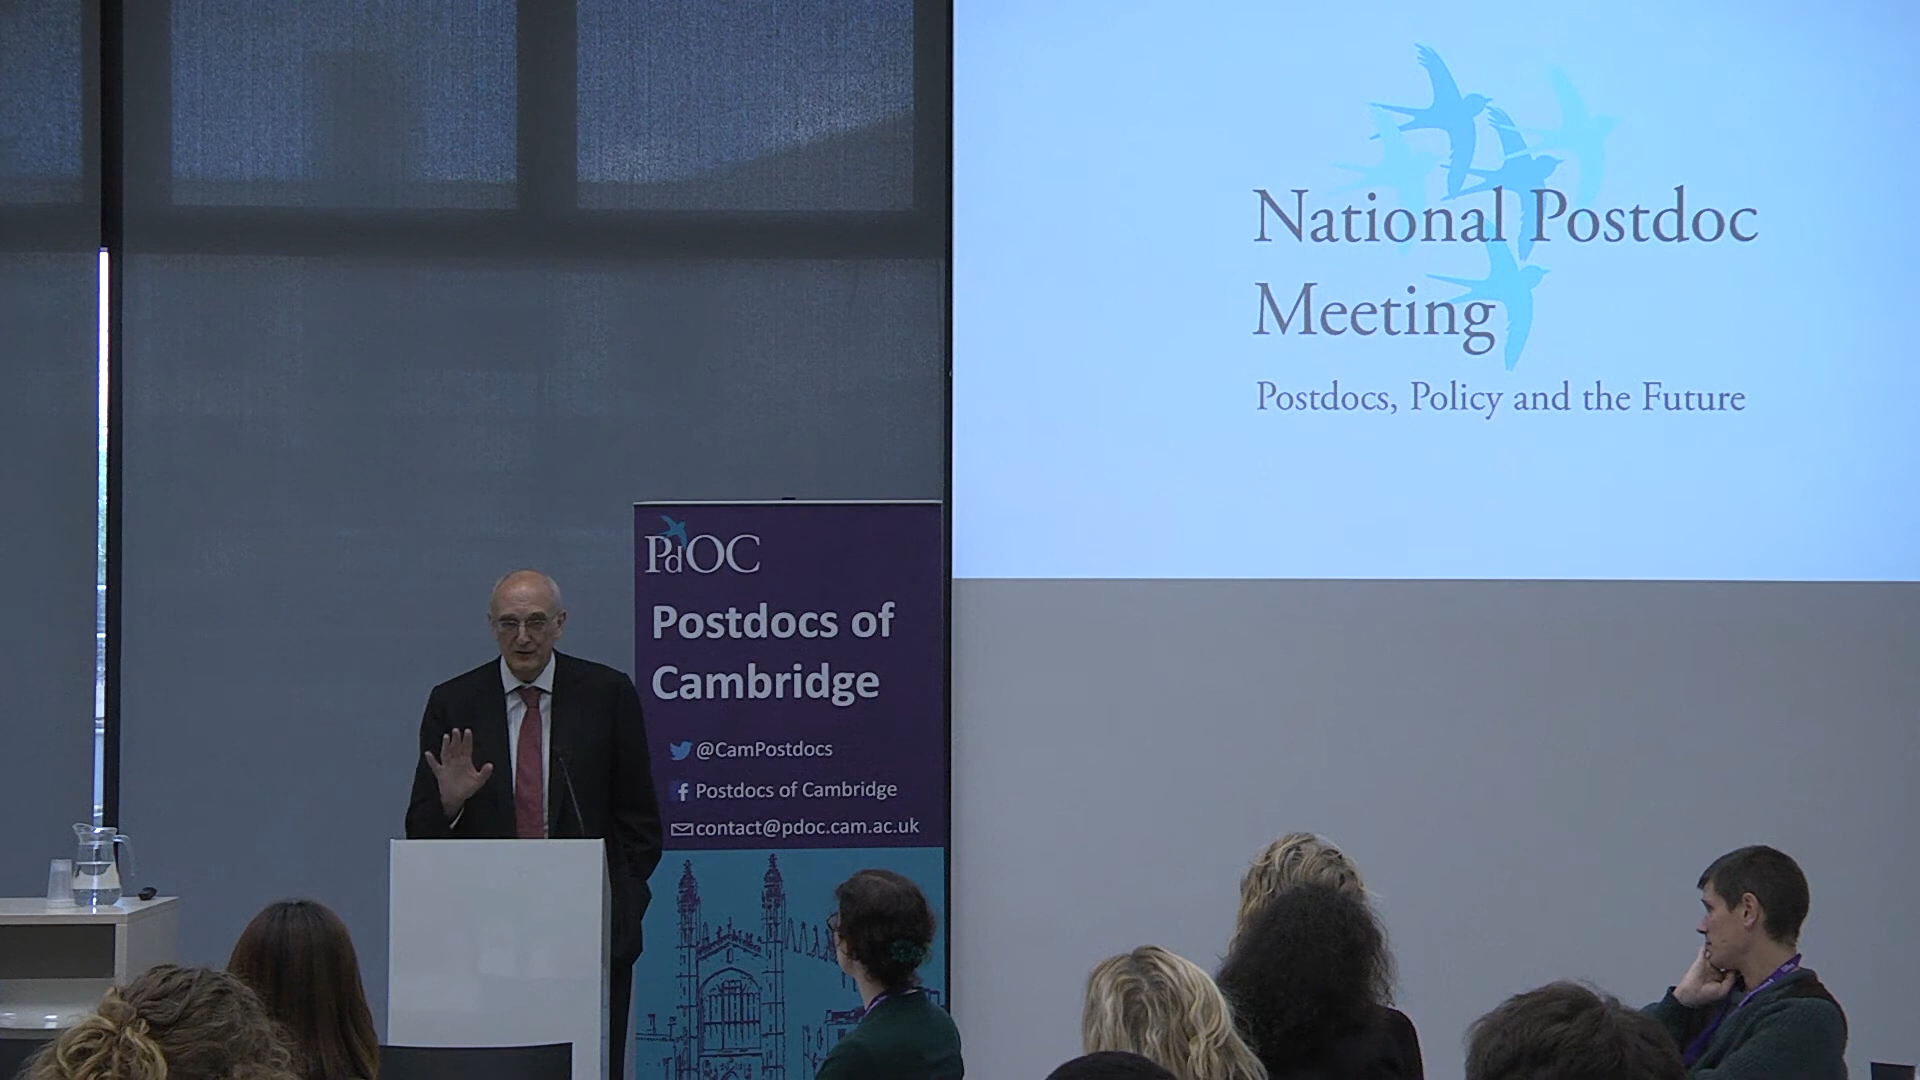 National Postdoc
Meeting
Postdocs, Policy and the Future
PdOC
Postdocs of
Cambridge
@CamPostdocs
Postdocs of Cambridge
contact@pdoc.cam.ac.uk